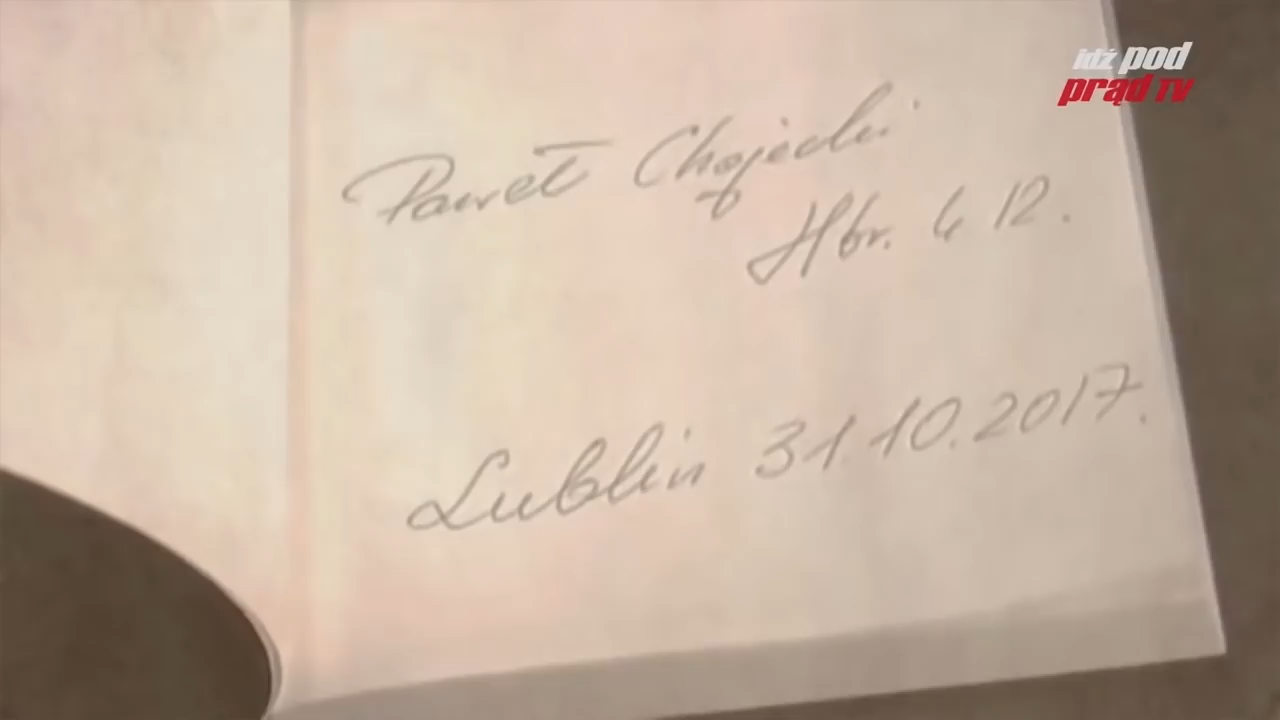 idź pod
prąd TV
Paweł Chojecki
Hbr. 4 12.
Lublin 31.10.2017.